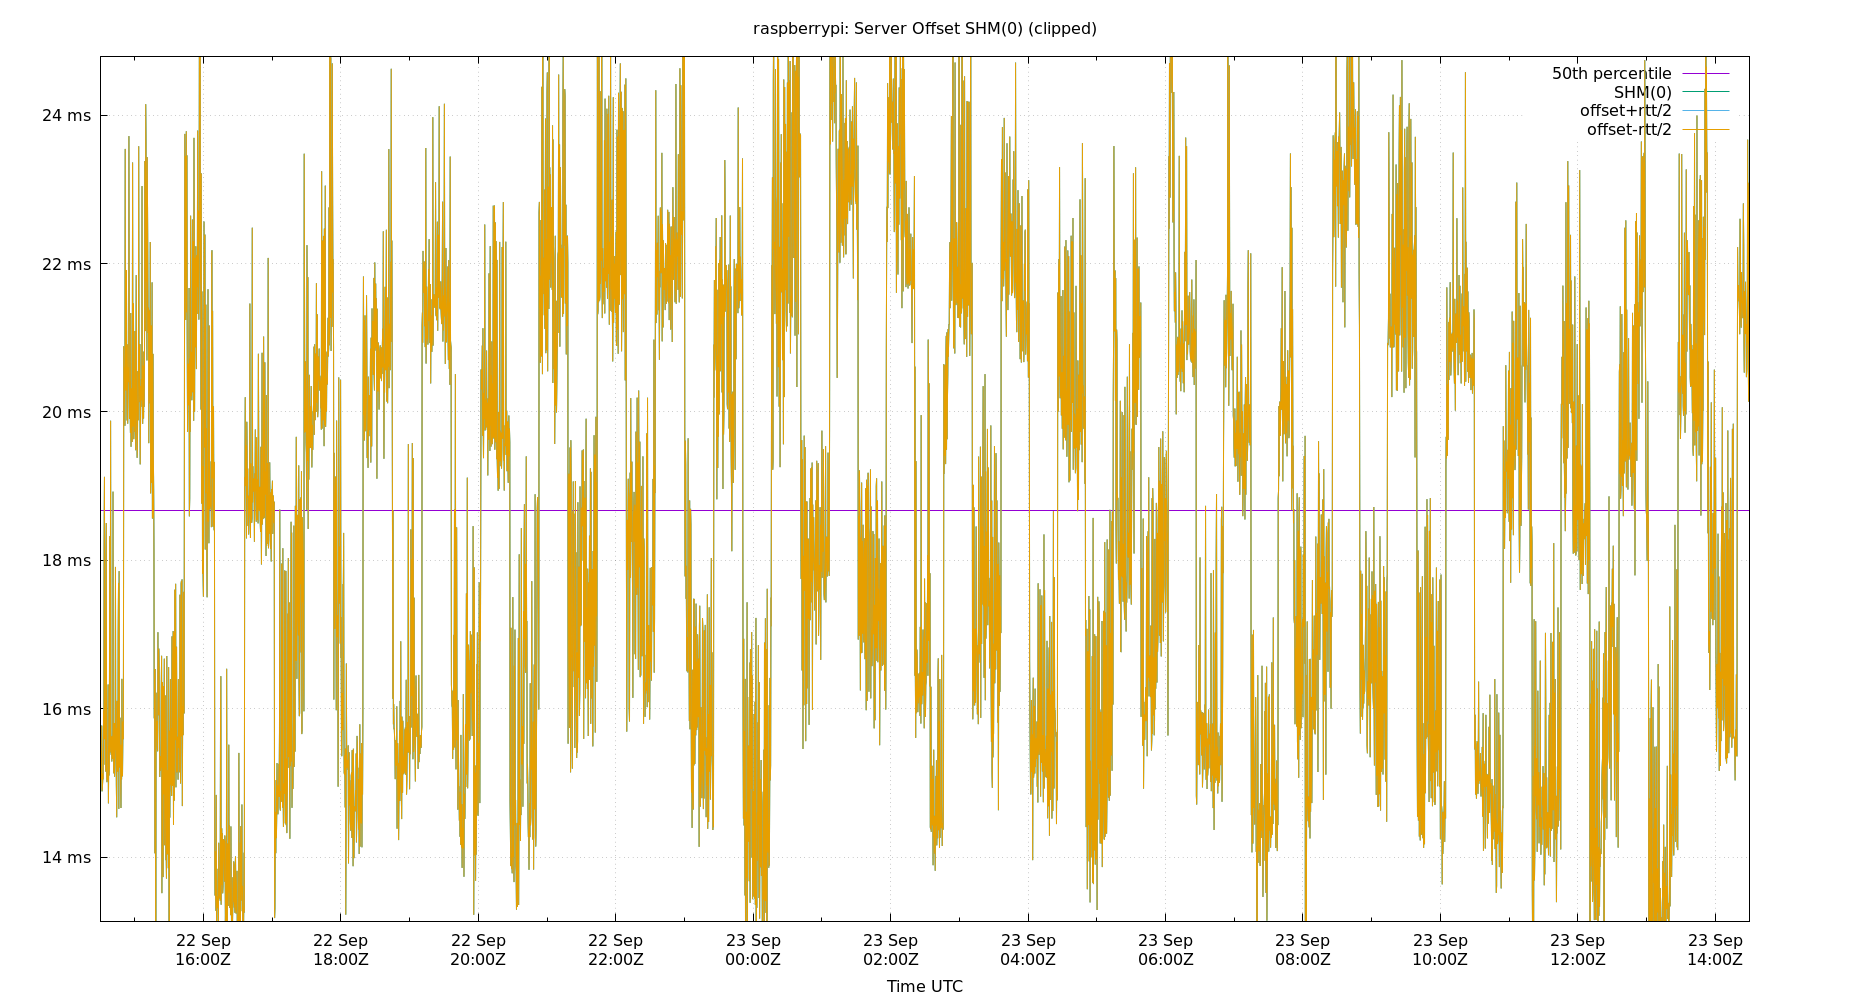 raspberrypi: Server Offset SHM(0) (clipped)
50th percentile
SHM(0)
offset+rtt/2
offset-rtt/2
24 ms
22 ms
20 ms
18 ms
16 ms
14 ms
22 Sep 22 Sep 22 Sep 22 Sep 23 Sep 23 Sep 23 Sep 23 Sep 23 Sep 23 Sep 23 Sep 23 Sep
16:00Z 18:00Z 20:00Z 22:00Z 00:00Z 02:00Z 04:00Z 06:00Z 08:00Z 10:00Z 12:00Z 14:00Z
Time UTC